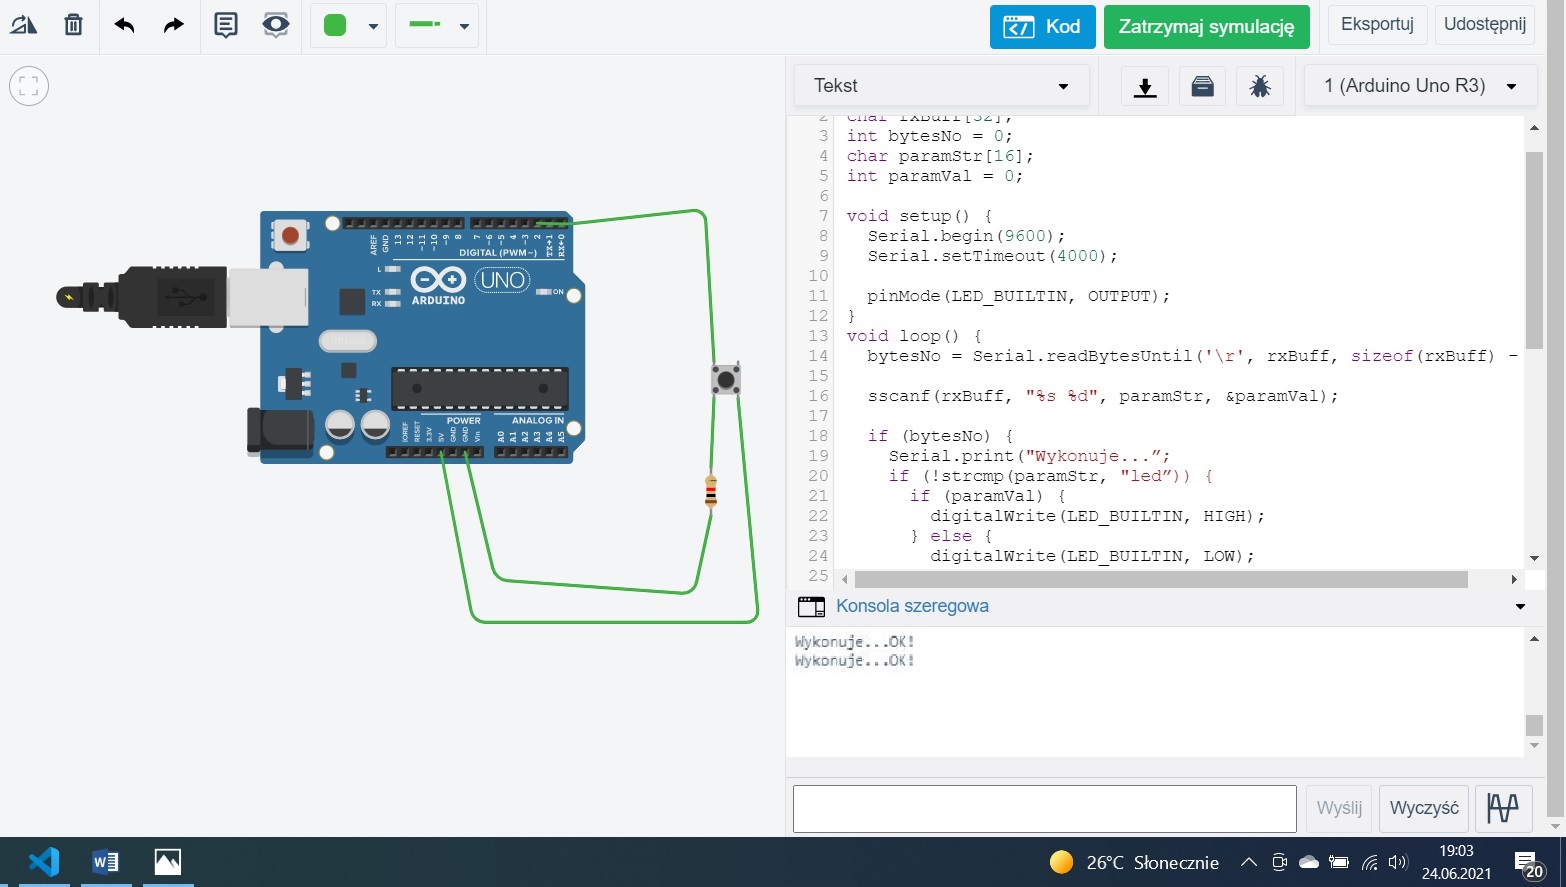 Kod
Zatrzymaj symulację
Eksportuj
Udostępnij
Tekst
1 (Arduino Uno R3)
2 char rxBuff[32];
3 int bytesNo = 0;
4 char paramStr[16];
5 int paramVal = 0;
6
7 void setup() {
8 Serial.begin(9600);
9 Serial.setTimeout(4000);
10
11 pinMode(LED_BUILTIN, OUTPUT);
12 }
13 void loop() {
14 bytesNo = Serial.readBytesUntil('\r', rxBuff, sizeof(rxBuff) -
15
16 sscanf(rxBuff, "%s %d", paramStr, &paramVal);
17
18 if (bytesNo) {
19 Serial.print("Wykonuje...”;
20 if (!strcmp(paramStr, "led”)) {
21 if (paramVal) {
22 digitalWrite(LED_BUILTIN, HIGH);
23 } else {
24 digitalWrite(LED_BUILTIN, LOW);
25
AREF
GND
13
12
~11
~10
~9
8
7
~6
~5
4
~3
2
TX→1
RX←0
DIGITAL (PWM~)
L
TX
RX
UNO
ARDUINO
ON
POWER
ANALOG IN
IOREF
RESET
3.3V
5V
GND
GND
Vin
A0
A1
A2
A3
A4
A5
Konsola szeregowa
Wykonuje...OK!
Wykonuje...OK!
Wyślij
Wyczyść
26°C Słonecznie
19:03
24.06.2021
20